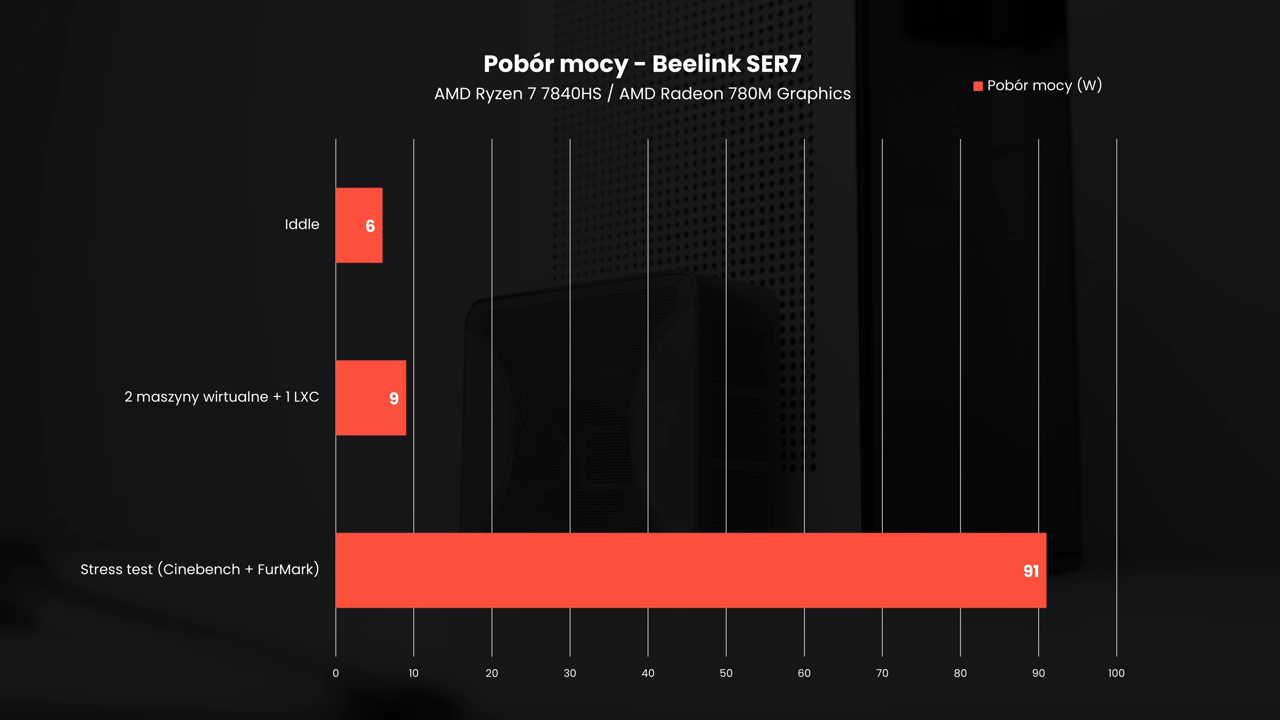 Pobór mocy - Beelink SER7
AMD Ryzen 7 7840HS / AMD Radeon 780M Graphics
Pobór mocy (W)
Iddle
6
2 maszyny wirtualne + 1 LXC
9
Stress test (Cinebench + FurMark)
91
0 10 20 30 40 50 60 70 80 90 100